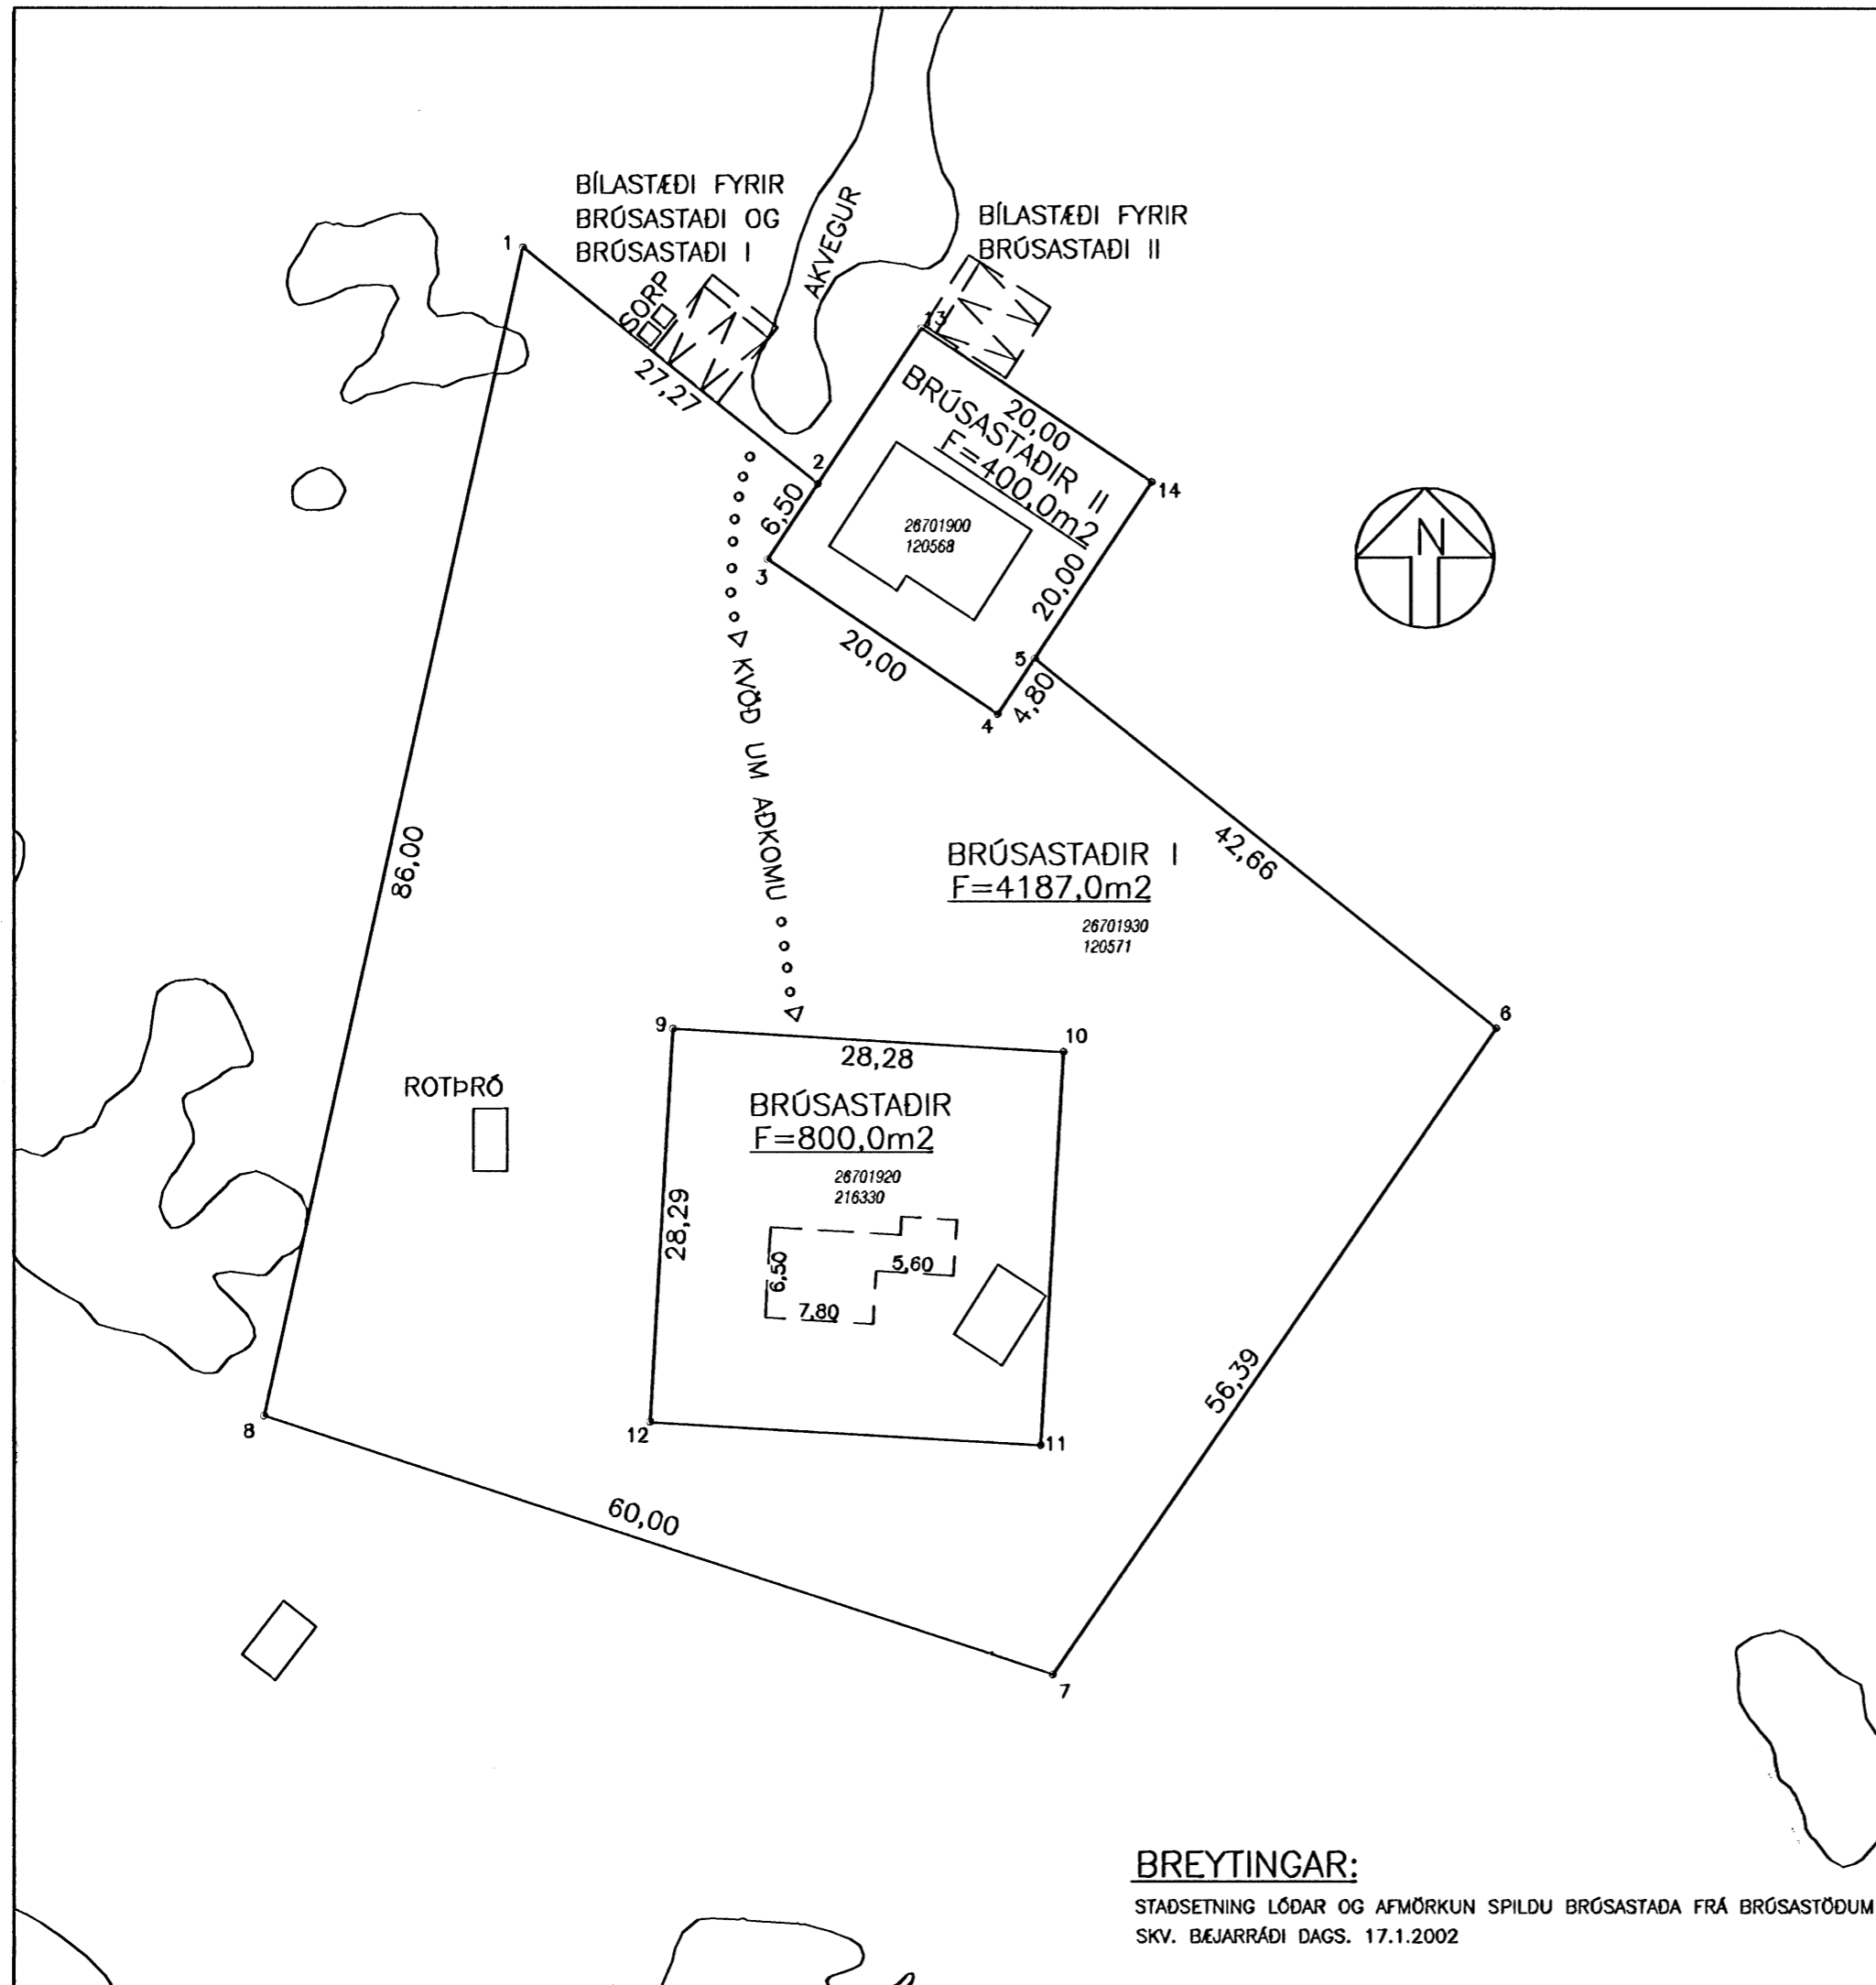 BÍLASTÆÐI FYRIR
BRÚSASTAÐI OG
BRÚSASTAÐI I
BÍLASTÆÐI FYRIR
BRÚSASTAÐI II
AKVEGUR
SORP
1
27,27
13
20,00
BRÚSASTAÐIR II
F=400,0m2
26701900
120568
2
6,50
3
14
20,00
N
20,00
5
4,80
4
KVÖÐ UM AÐKOMU
86,00
42,66
BRÚSASTAÐIR I
F=4187,0m2
26701930
120571
6
9
10
28,28
ROTÞRÓ
BRÚSASTAÐIR
F=800,0m2
26701920
216330
28,29
6,50
5,60
7,80
56,39
8
12
11
60,00
7
BREYTINGAR:
STAÐSETNING LÓÐAR OG AFMÖRKUN SPILDU BRÚSASTAÐA FRÁ BRÚSASTÖÐUM
SKV. BÆJARRÁÐI DAGS. 17.1.2002